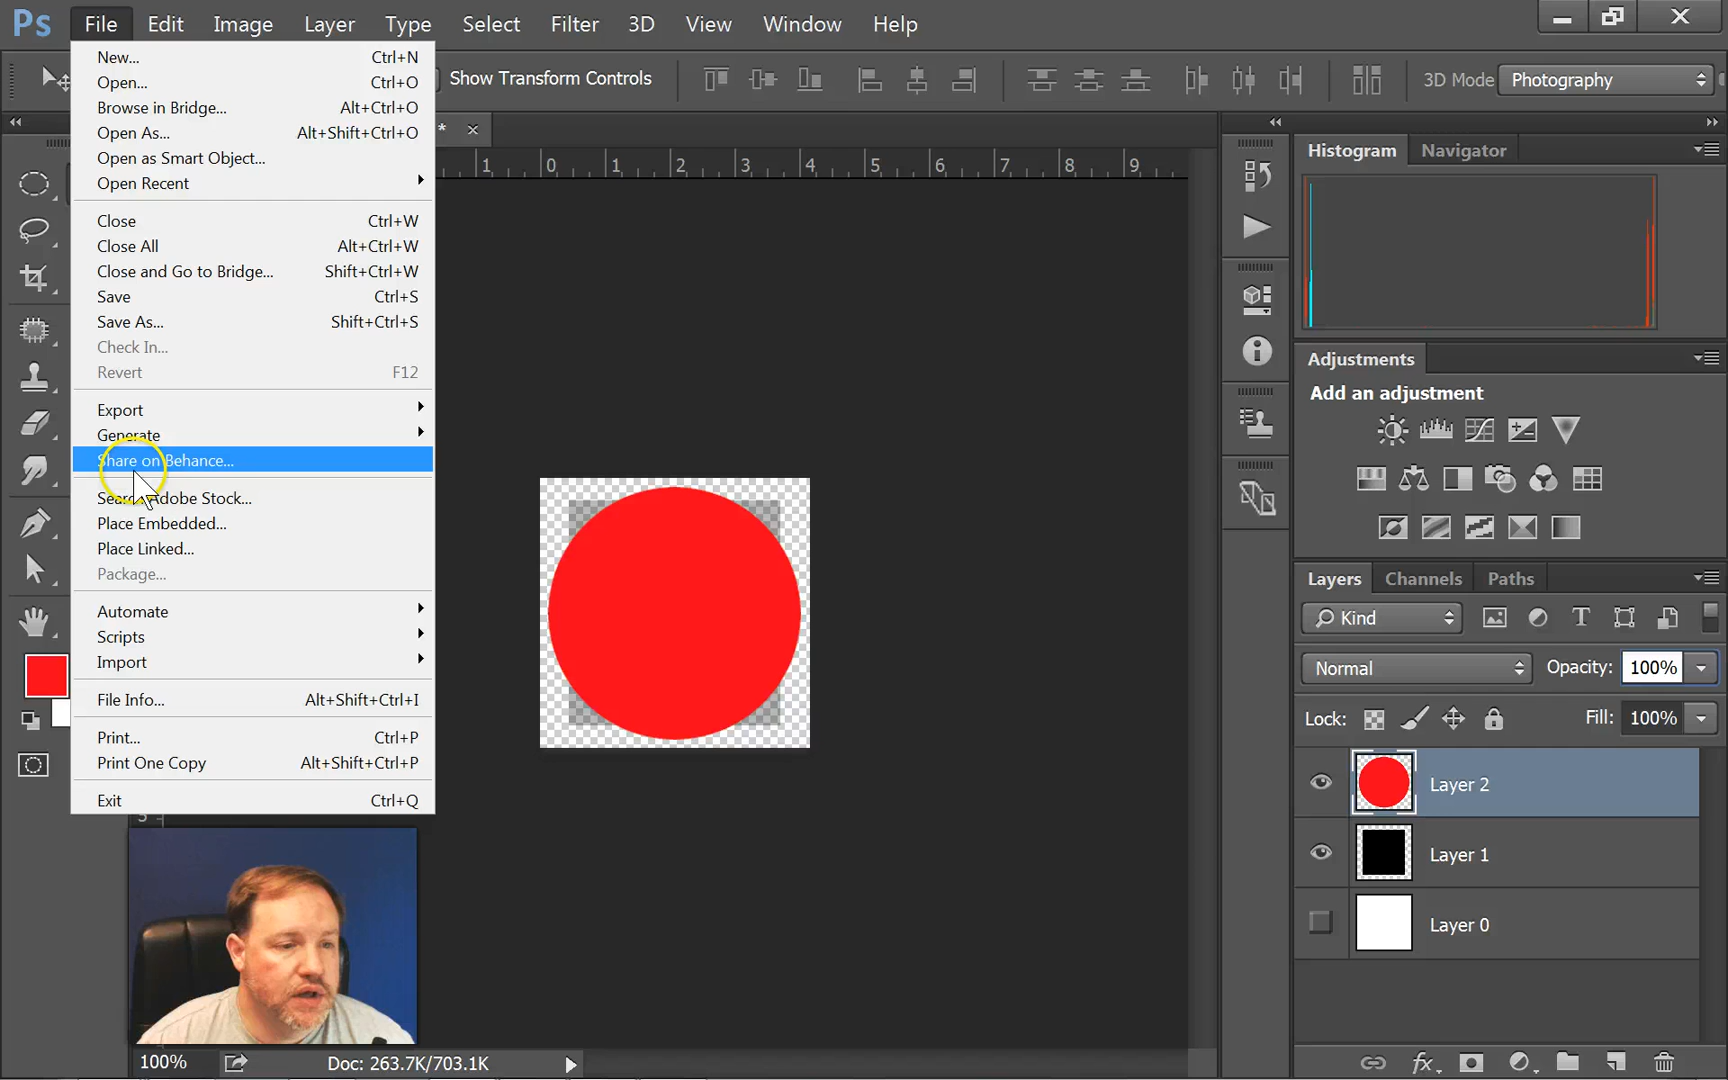 Ps File Edit Image Layer Type Select Filter 3D View Window Help
Show Transform Controls 3D Mode Photography
*
New... Ctrl+N
Open... Ctrl+O
Browse in Bridge... Alt+Ctrl+O
Open As... Alt+Shift+Ctrl+O
Open as Smart Object...
Open Recent
Close Ctrl+W
Close All Alt+Ctrl+W
Close and Go to Bridge... Shift+Ctrl+W
Save Ctrl+S
Save As... Shift+Ctrl+S
Check In...
Revert F12
Export
Generate
Share on Behance...
Search Adobe Stock...
Place Embedded...
Place Linked...
Package...
Automate
Scripts
Import
File Info... Alt+Shift+Ctrl+I
Print... Ctrl+P
Print One Copy Alt+Shift+Ctrl+P
Exit Ctrl+Q
1 0 1 2 3 4 5 6 7 8 9
5
Histogram Navigator
Adjustments
Add an adjustment
Layers Channels Paths
Kind
Normal Opacity: 100%
Lock: Fill: 100%
Layer 2
Layer 1
Layer 0
100% Doc: 263.7K/703.1K